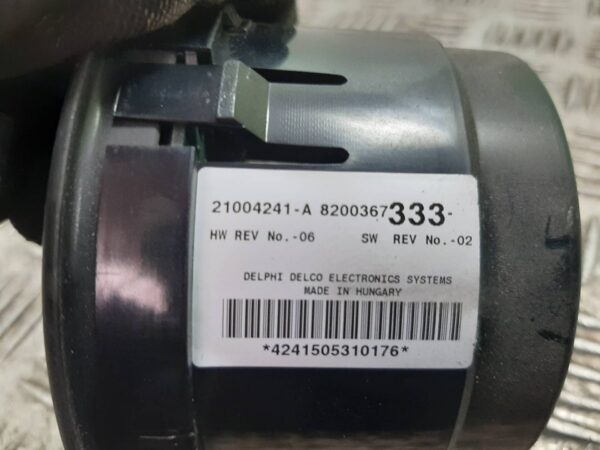 21004241-A 8200367333-
HW REV No.-06 SW REV No.-02
DELPHI DELCO ELECTRONICS SYSTEMS
MADE IN HUNGARY
*4241505310176*